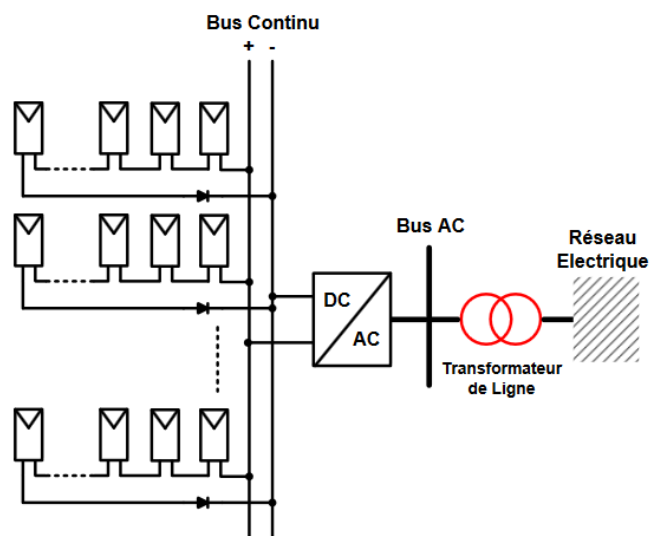 Bus Continu
+ -
Bus AC
Réseau
Electrique
DC
AC
Transformateur
de Ligne